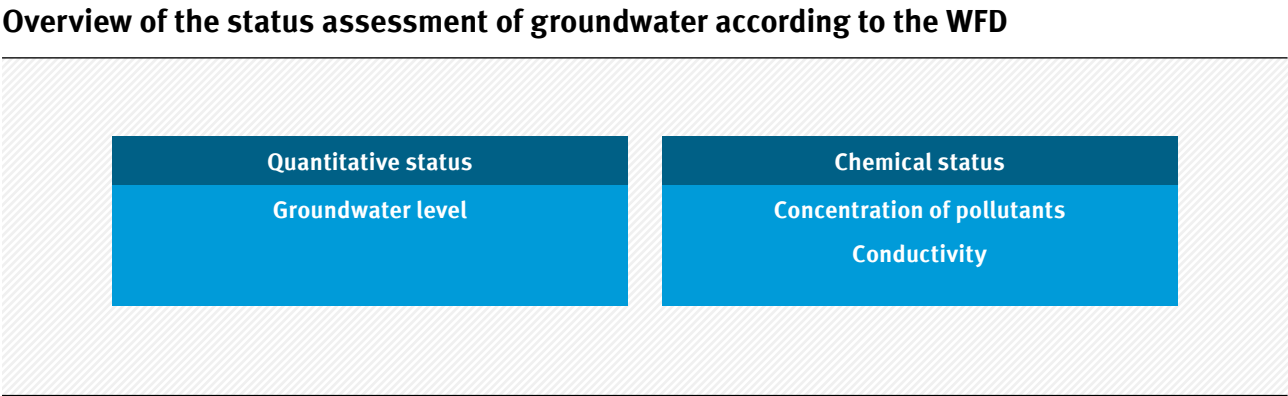 Overview of the status assessment of groundwater according to the WFD
Quantitative status
Groundwater level
Chemical status
Concentration of pollutants
Conductivity